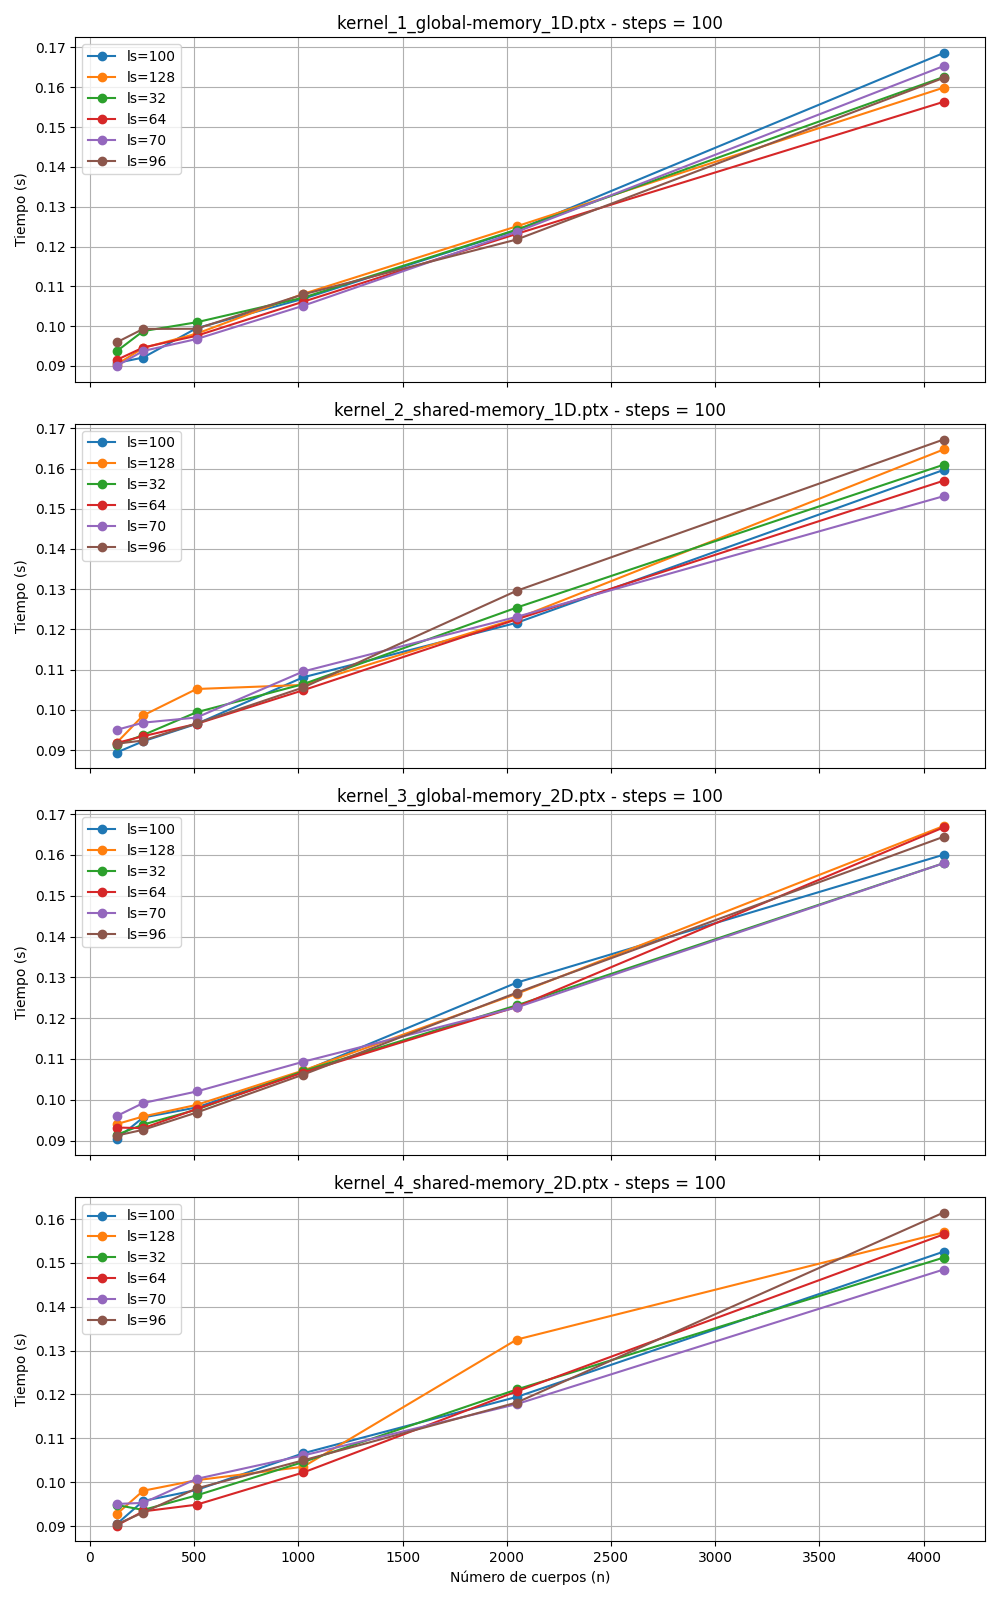 kernel_1_global-memory_1D.ptx - steps = 100
0.17
0.16
0.15
0.14
0.13
0.12
0.11
0.10
0.09
Tiempo (s)
ls=100
ls=128
ls=32
ls=64
ls=70
ls=96
kernel_2_shared-memory_1D.ptx - steps = 100
0.17
0.16
0.15
0.14
0.13
0.12
0.11
0.10
0.09
Tiempo (s)
ls=100
ls=128
ls=32
ls=64
ls=70
ls=96
kernel_3_global-memory_2D.ptx - steps = 100
0.17
0.16
0.15
0.14
0.13
0.12
0.11
0.10
0.09
Tiempo (s)
ls=100
ls=128
ls=32
ls=64
ls=70
ls=96
kernel_4_shared-memory_2D.ptx - steps = 100
0.16
0.15
0.14
0.13
0.12
0.11
0.10
0.09
Tiempo (s)
ls=100
ls=128
ls=32
ls=64
ls=70
ls=96
0 500 1000 1500 2000 2500 3000 3500 4000
Número de cuerpos (n)